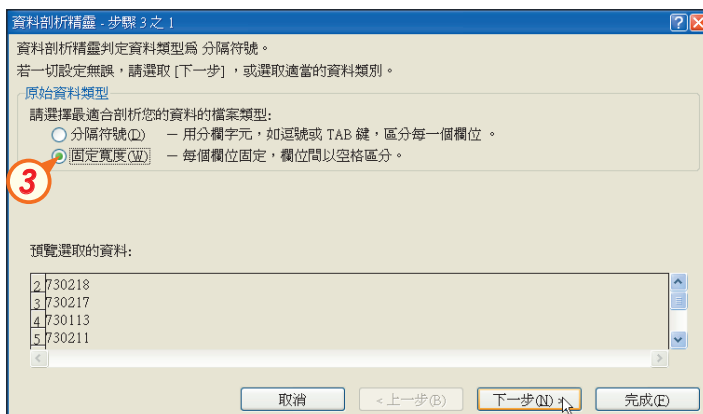 資料剖析精靈 - 步驟 3 之 1
資料剖析精靈判定資料類型為 分隔符號。
若一切設定無誤，請選取 [下一步]，或選取適當的資料類別。
原始資料類型
請選擇最適合剖析您的資料的檔案類型:
分隔符號(D) － 用分欄字元，如逗號或 TAB 鍵，區分每一個欄位 。
固定寬度(W) － 每個欄位固定，欄位間以空格區分。
3
預覽選取的資料:
2 730218
3 730217
4 730113
5 730211
取消 < 上一步(B) 下一步(N) > 完成(F)